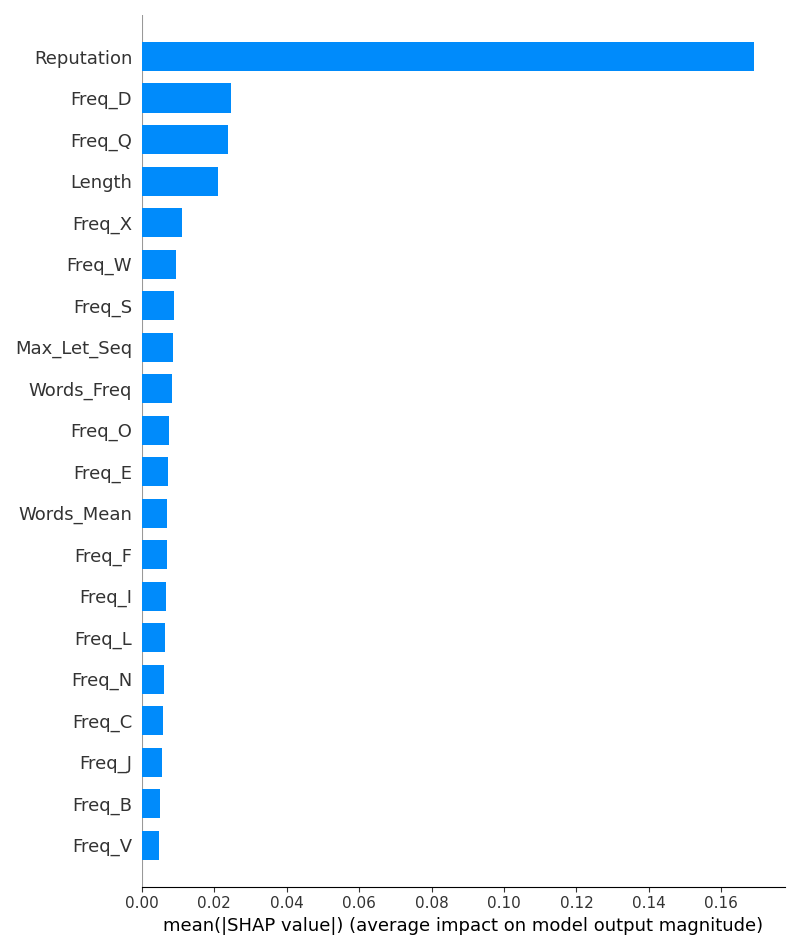 Reputation
Freq_D
Freq_Q
Length
Freq_X
Freq_W
Freq_S
Max_Let_Seq
Words_Freq
Freq_O
Freq_E
Words_Mean
Freq_F
Freq_I
Freq_L
Freq_N
Freq_C
Freq_J
Freq_B
Freq_V
0.00 0.02 0.04 0.06 0.08 0.10 0.12 0.14 0.16
mean(|SHAP value|) (average impact on model output magnitude)